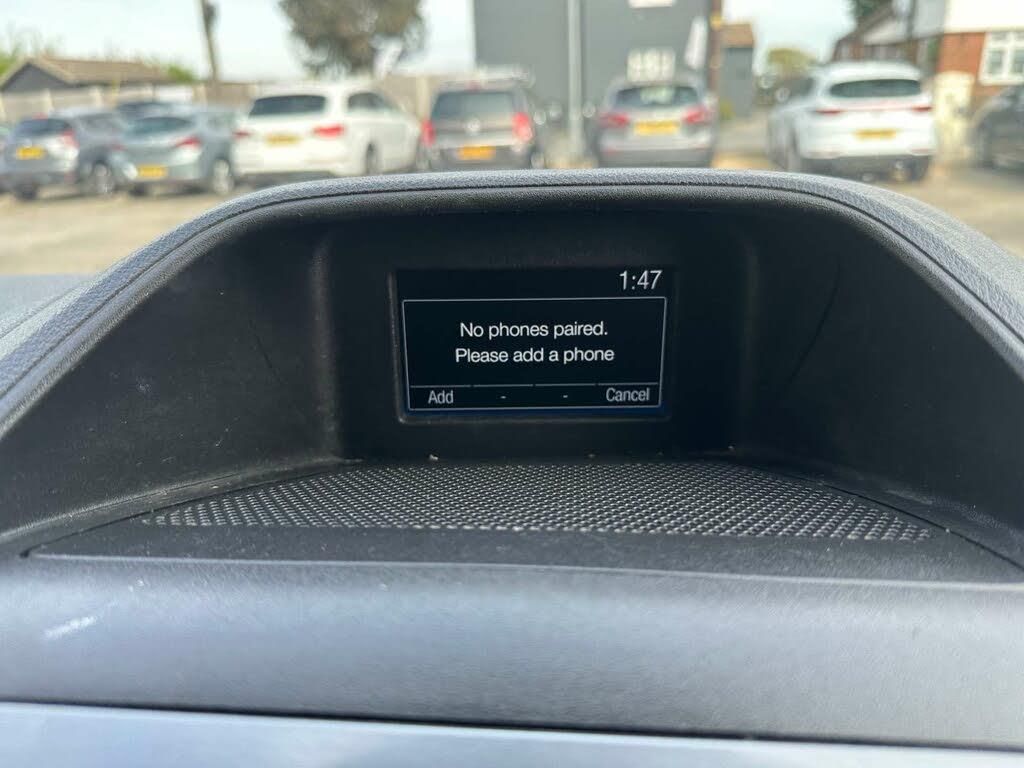 1:47
No phones paired.
Please add a phone
Add - - Cancel